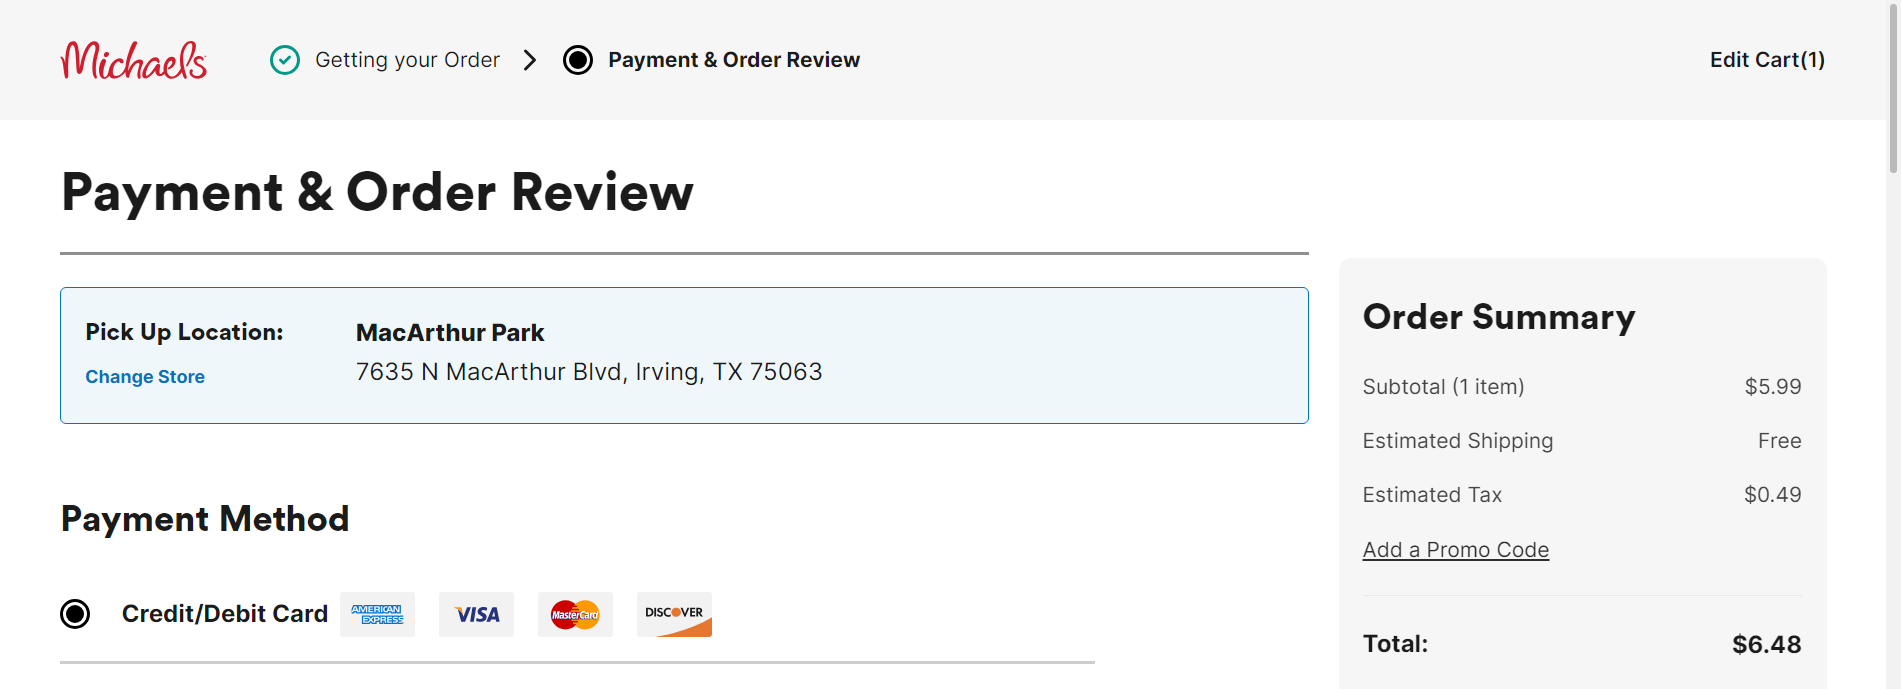 Michaels
Getting your Order
Payment & Order Review
Edit Cart(1)
Payment & Order Review
Pick Up Location:
Change Store
MacArthur Park
7635 N MacArthur Blvd, Irving, TX 75063
Payment Method
Credit/Debit Card
AMERICAN
EXPRESS
VISA
MasterCard
DISCOVER
Order Summary
Subtotal (1 item) $5.99
Estimated Shipping Free
Estimated Tax $0.49
Add a Promo Code
Total: $6.48